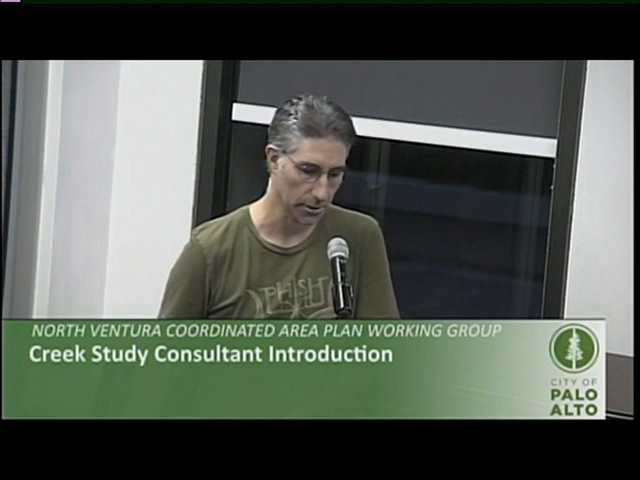 PHISH
NORTH VENTURA COORDINATED AREA PLAN WORKING GROUP
Creek Study Consultant Introduction
CITY OF
PALO
ALTO